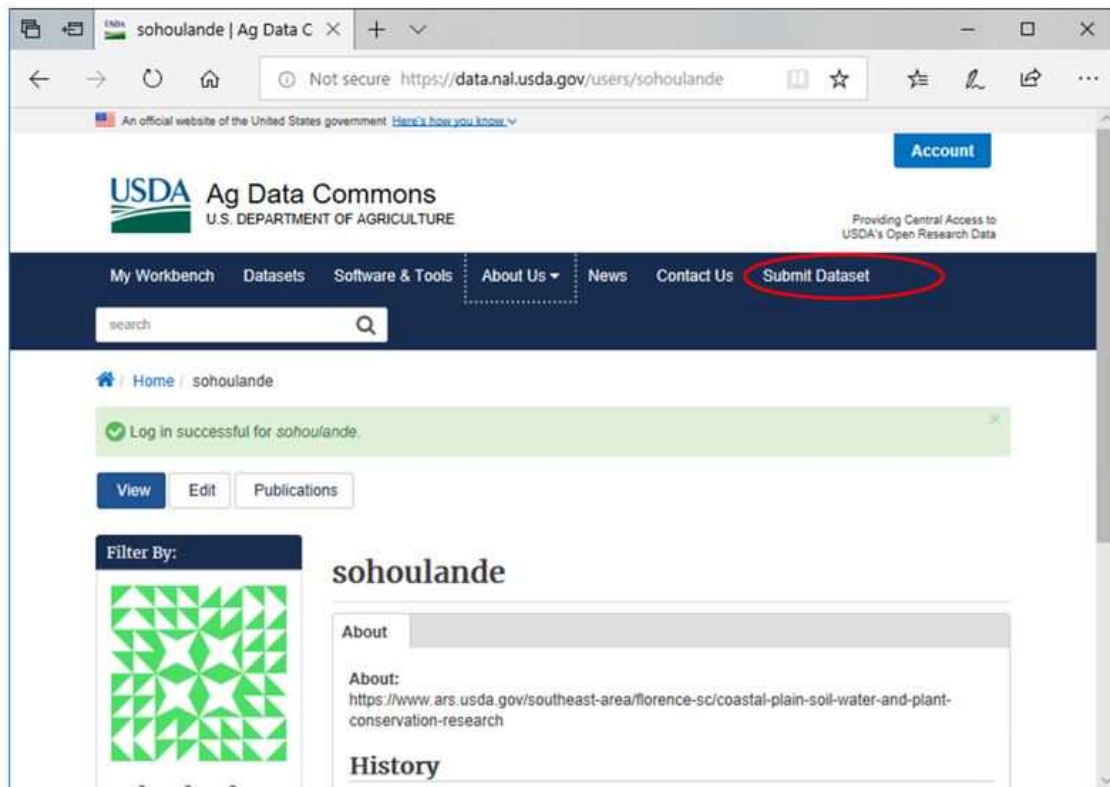 sohoulande | Ag Data C
Not secure https://data.nal.usda.gov/users/sohoulande
An official website of the United States government Here's how you know
Account
USDA Ag Data Commons
U.S. DEPARTMENT OF AGRICULTURE
Providing Central Access to
USDA's Open Research Data
My Workbench Datasets Software & Tools About Us News Contact Us Submit Dataset
search
/ Home / sohoulande
Log in successful for sohoulande.
View Edit Publications
Filter By:
sohoulande
About
About:
https://www.ars.usda.gov/southeast-area/florence-sc/coastal-plain-soil-water-and-plant-
conservation-research
History